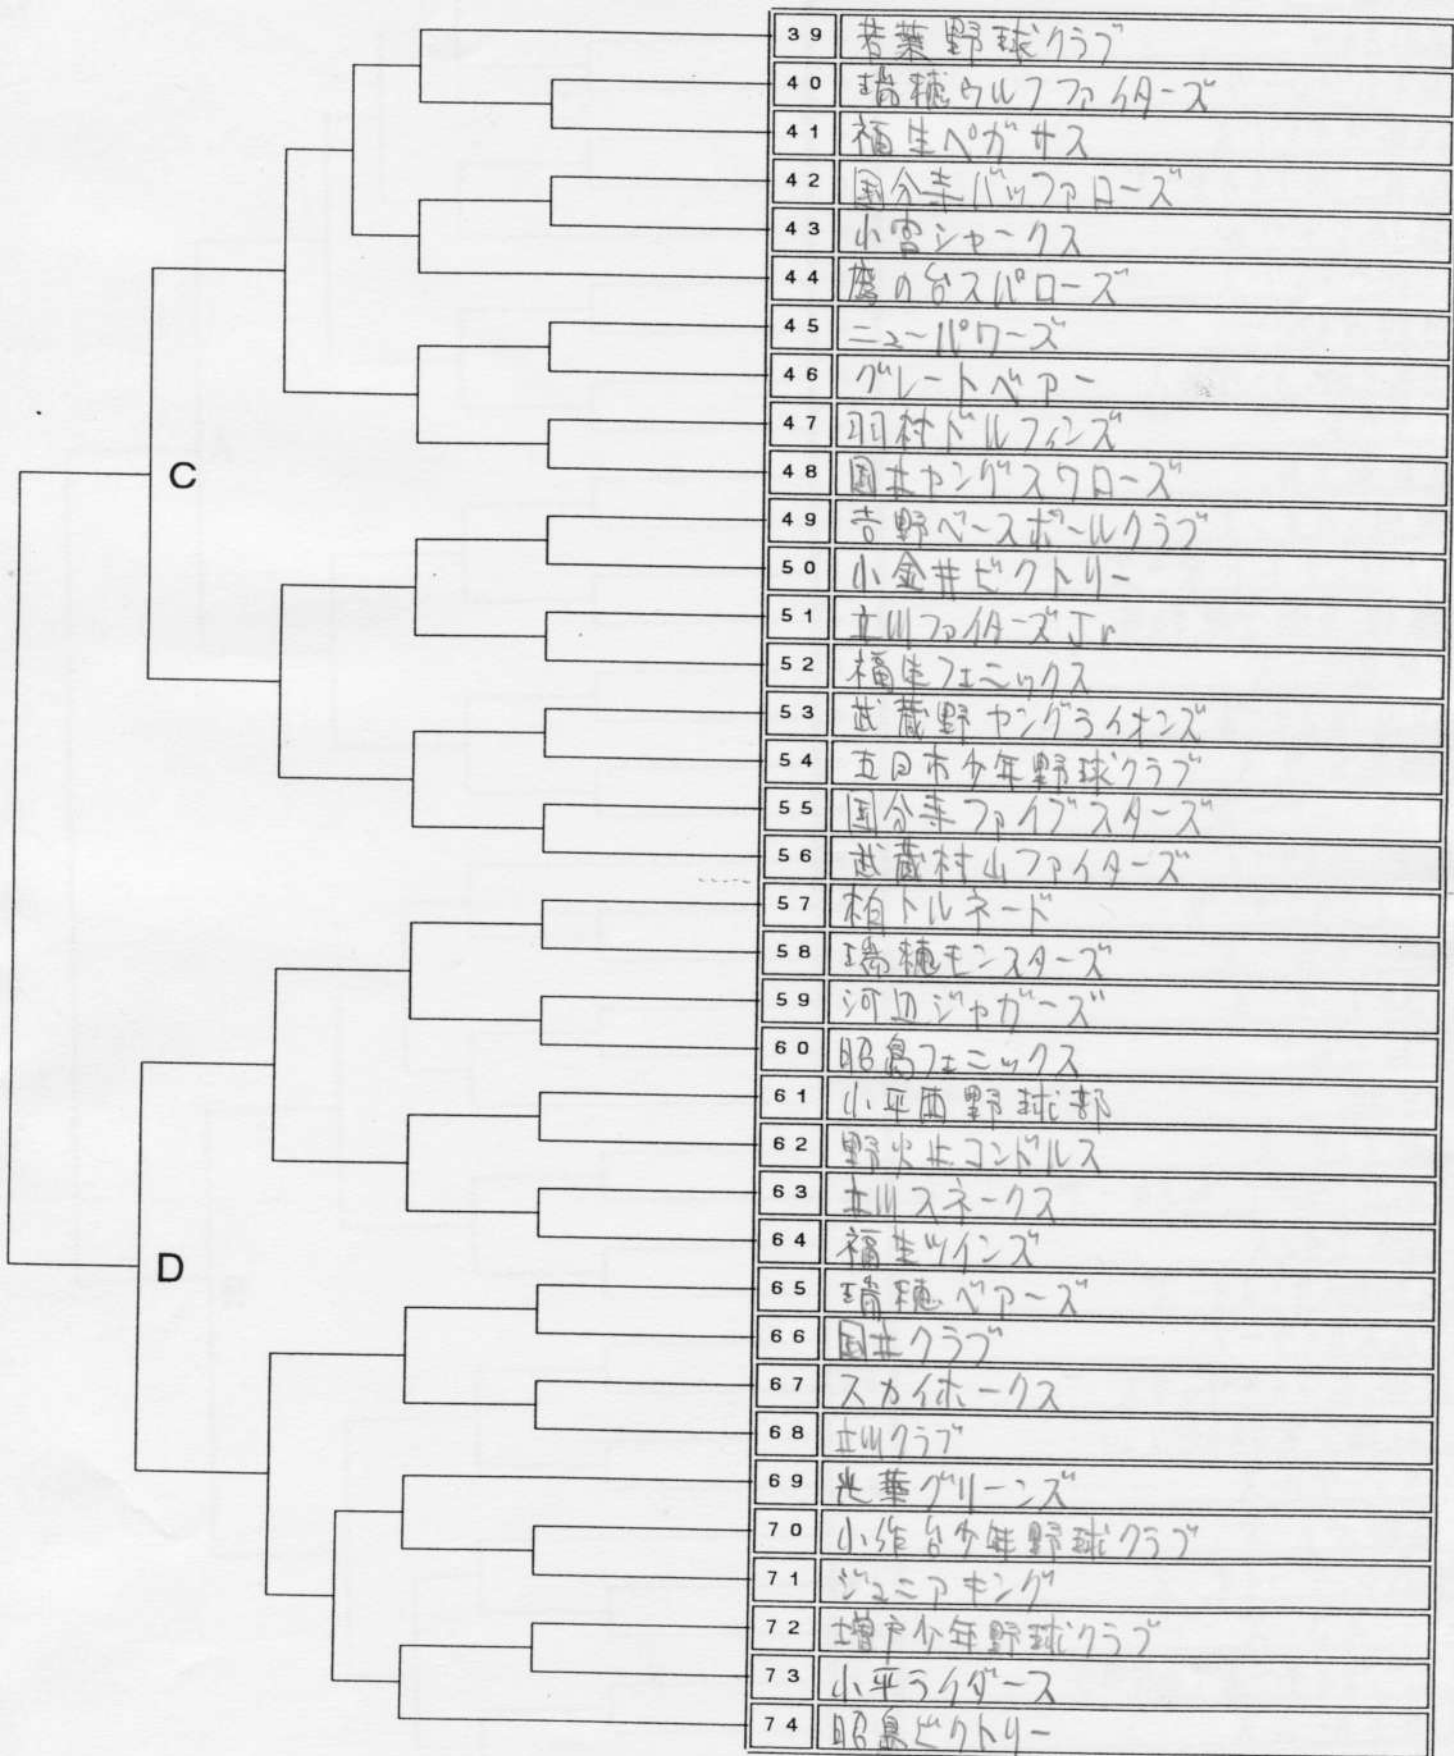 39 若葉野球クラブ
40 瑞穂ウルフファイターズ
41 福生ペガサス
42 国分寺バッファローズ
43 小宮シャークス
44 鷹の台スパローズ
45 ニューパワーズ
46 グレートベアー
47 羽村ドルフィンズ
48 国立ヤングスワローズ
C
49 吉野ベースボールクラブ
50 小金井ビクトリー
51 立川ファイターズJr
52 福生フェニックス
53 武蔵野ヤングライオンズ
54 五日市少年野球クラブ
55 国分寺ファイブスターズ
56 武蔵村山ファイターズ
57 柏トルネード
58 瑞穂モンスターズ
59 河辺ジャガーズ
60 昭島フェニックス
61 小平西野球部
62 野火止コンドルス
63 立川スネークス
64 福生ツインズ
D
65 瑞穂ベアーズ
66 国立クラブ
67 スカイホークス
68 立川クラブ
69 光華グリーンズ
70 小作台少年野球クラブ
71 ジュニアキング
72 増戸少年野球クラブ
73 小平ライダース
74 昭島ビクトリー